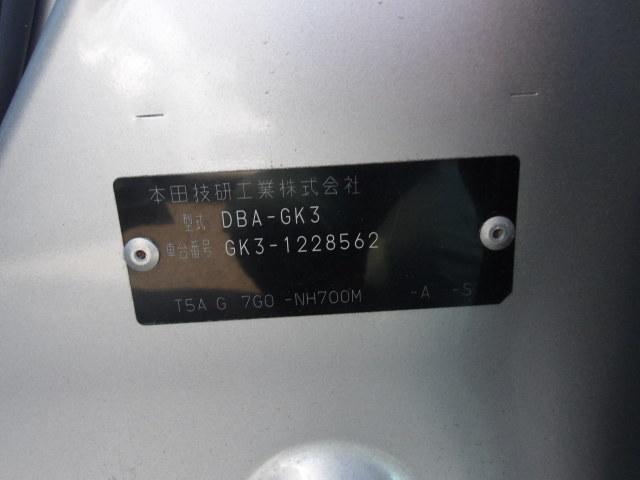 本田技研工業株式会社
型式 DBA-GK3
車台番号 GK3-1228562
T5A G 7G0 -NH700M -A -S